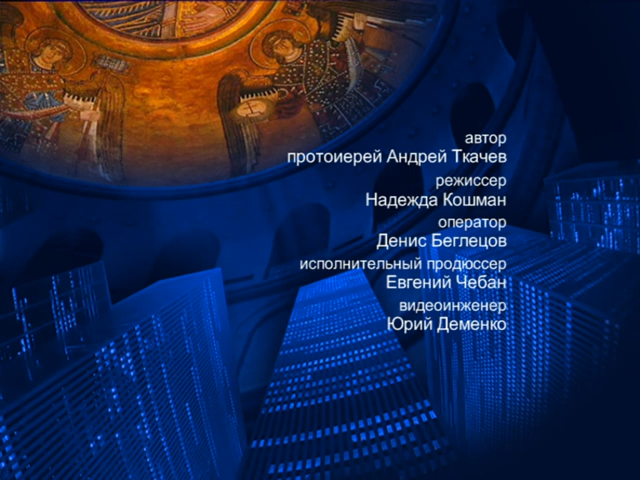 автор
протоиерей Андрей Ткачев
режиссер
Надежда Кошман
оператор
Денис Беглецов
исполнительный продюссер
Евгений Чебан
видеоинженер
Юрий Деменко